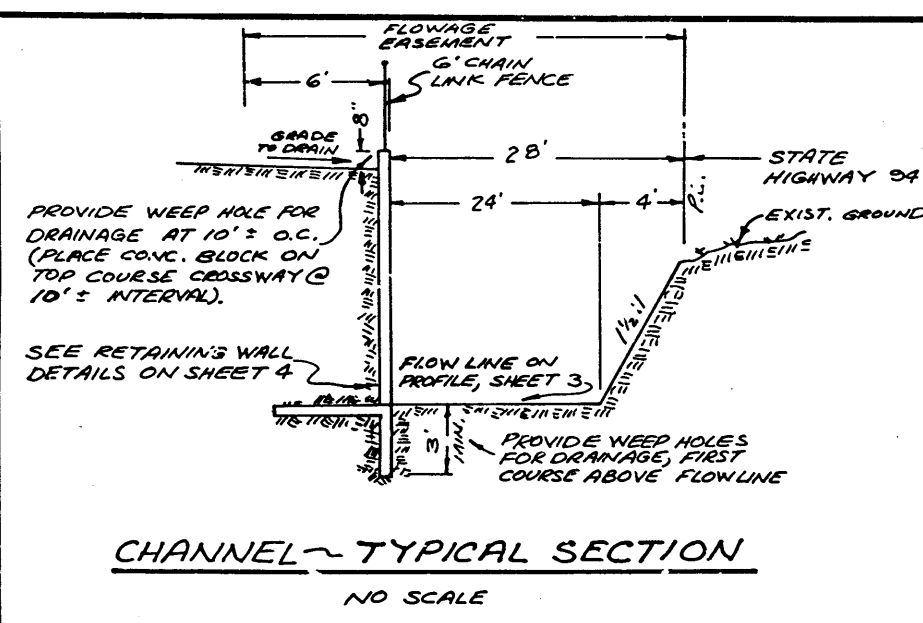 FLOWAGE
EASEMENT
6' CHAIN
LINK FENCE
6'
8"
GRADE
TO DRAIN
28'
STATE
HIGHWAY 94
24'
4'
P.L.
EXIST. GROUND
PROVIDE WEEP HOLE FOR
DRAINAGE AT 10' ± O.C.
(PLACE CONC. BLOCK ON
TOP COURSE CROSSWAY @
10' ± INTERVAL).
1½:1
SEE RETAINING WALL
DETAILS ON SHEET 4
FLOW LINE ON
PROFILE, SHEET 3
3'
MIN.
PROVIDE WEEP HOLES
FOR DRAINAGE, FIRST
COURSE ABOVE FLOWLINE
CHANNEL ~ TYPICAL SECTION
NO SCALE